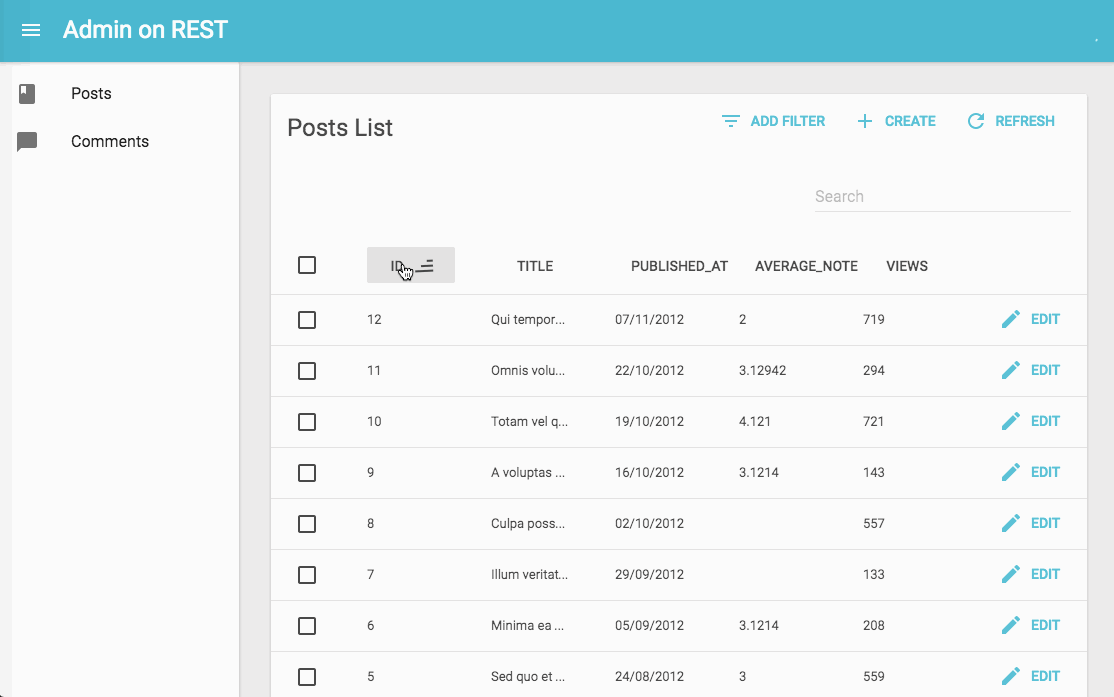 Admin on REST
Posts
Comments
Posts List
ADD FILTER CREATE REFRESH
Search
ID TITLE PUBLISHED_AT AVERAGE_NOTE VIEWS
12 Qui tempor... 07/11/2012 2 719 EDIT
11 Omnis volu... 22/10/2012 3.12942 294 EDIT
10 Totam vel q... 19/10/2012 4.121 721 EDIT
9 A voluptas ... 16/10/2012 3.1214 143 EDIT
8 Culpa poss... 02/10/2012 557 EDIT
7 Illum veritat... 29/09/2012 133 EDIT
6 Minima ea ... 05/09/2012 3.1214 208 EDIT
5 Sed quo et ... 24/08/2012 3 559 EDIT